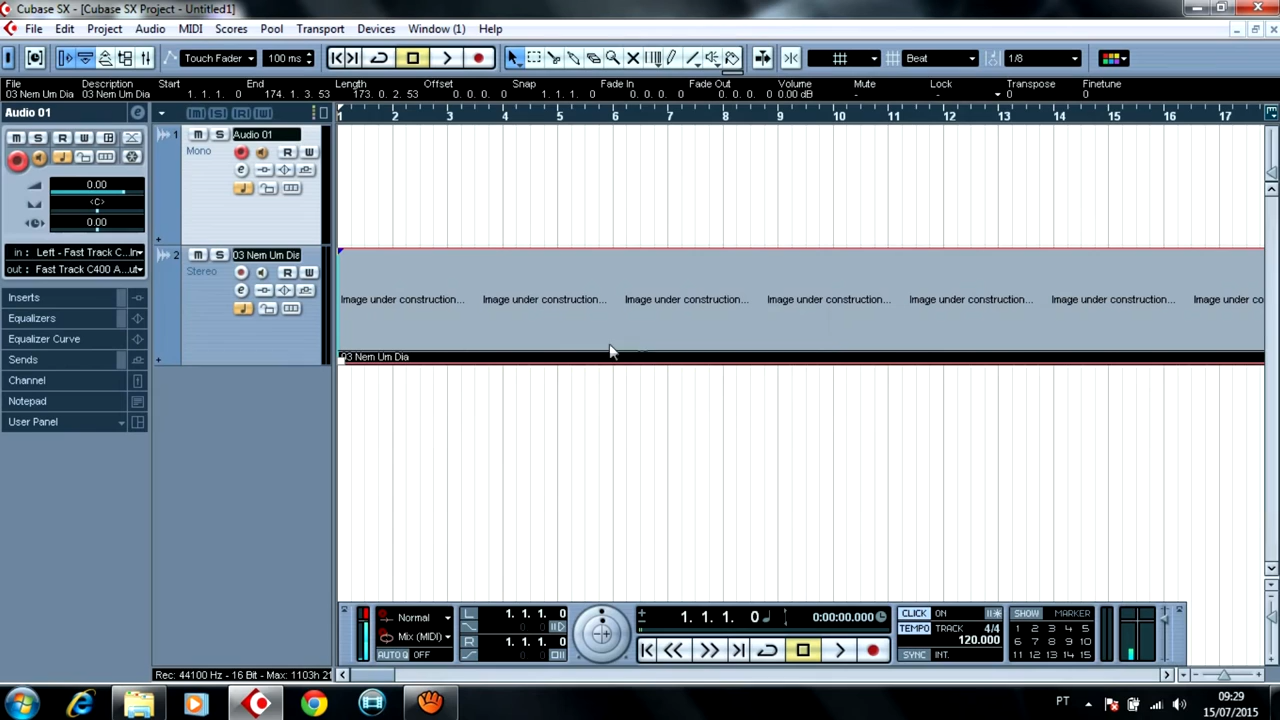 Cubase SX - [Cubase SX Project - Untitled1]
File Edit Project Audio MIDI Scores Pool Transport Devices Window (1) Help
Touch Fader 100 ms Beat 1/8
File Description Start End Length Offset Snap Fade In Fade Out Volume Mute Lock Transpose Finetune
03 Nem Um Dia 03 Nem Um Dia 1. 1. 1. 0 174. 1. 3. 53 173. 0. 2. 53 0. 0. 0. 0 1. 1. 1. 0 0. 0. 0. 0 0. 0. 0. 0 0.00 dB - - 0 0
Audio 01
1 2 3 4 5 6 7 8 9 10 11 12 13 14 15 16 17
M S R W
0.00
<C>
0.00
in : Left - Fast Track C...In
out : Fast Track C400 A...ut
Inserts
Equalizers
Equalizer Curve
Sends
Channel
Notepad
User Panel
1 M S Audio 01
Mono R W
e
2 M S 03 Nem Um Dia
Stereo R W
e
Image under construction... Image under construction... Image under construction... Image under construction... Image under construction... Image under construction... Image under co
03 Nem Um Dia
Normal
Mix (MIDI)
AUTO Q OFF
L 1. 1. 1. 0
R 1. 1. 1. 0
1. 1. 1. 0 0:00:00.000
CLICK ON
TEMPO TRACK 4/4
120.000
SYNC INT.
SHOW MARKER
1 2 3 4 5
6 7 8 9 10
11 12 13 14 15
Rec: 44100 Hz - 16 Bit - Max: 1103h 21
PT
09:29
15/07/2015